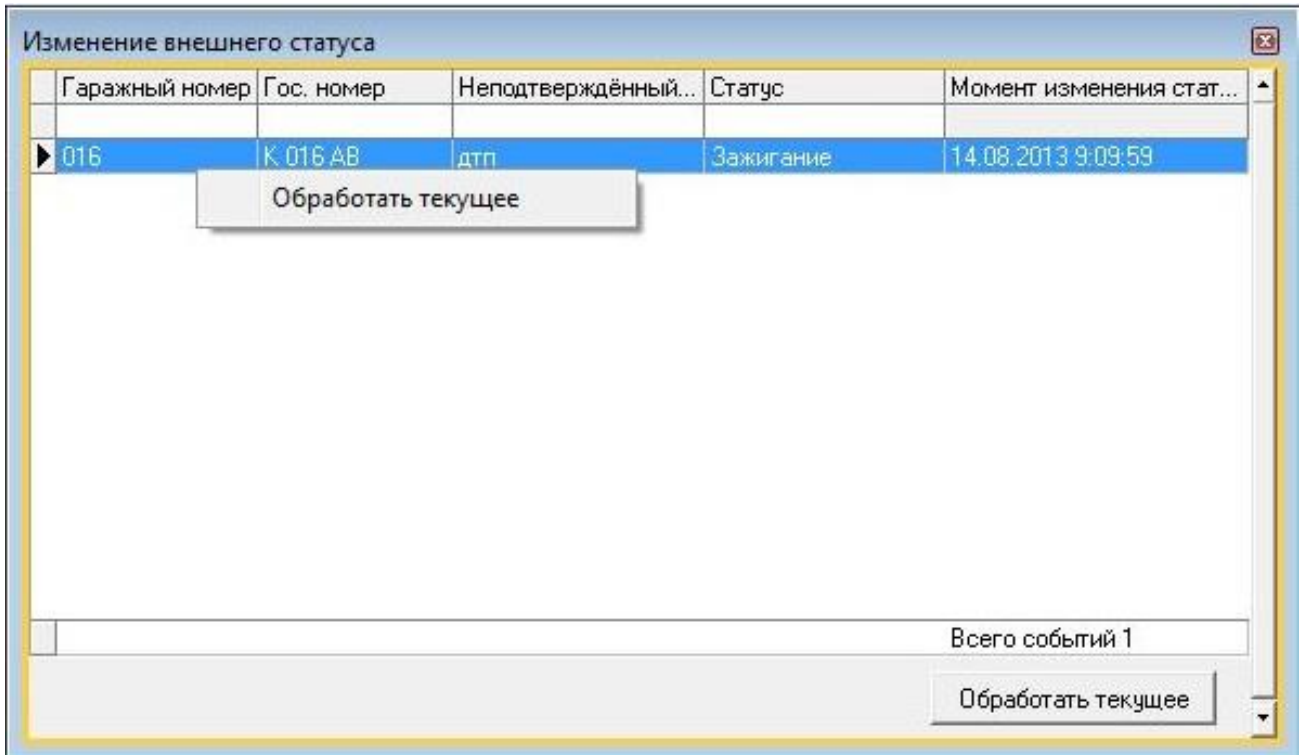 Изменение внешнего статуса
Гаражный номер Гос. номер Неподтверждённый... Статус Момент изменения стат...
016 К 016 АВ дтп Зажигание 14.08.2013 9:09:59
Обработать текущее
Всего событий 1
Обработать текущее